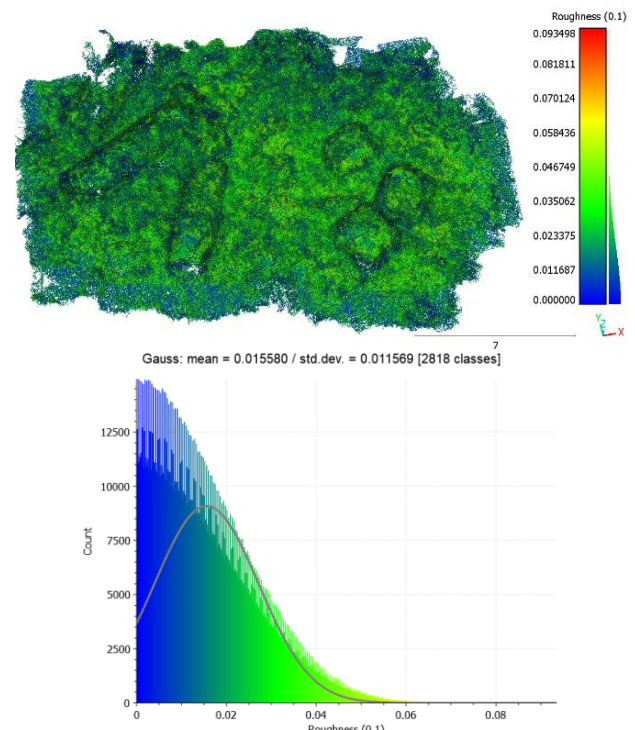 Roughness (0.1)
0.093498
0.081811
0.070124
0.058436
0.046749
0.035062
0.023375
0.011687
0.000000
Y
Z
X
7
Gauss: mean = 0.015580 / std.dev. = 0.011569 [2818 classes]
12500
10000
7500
5000
2500
0
Count
0 0.02 0.04 0.06 0.08
Roughness (0.1)